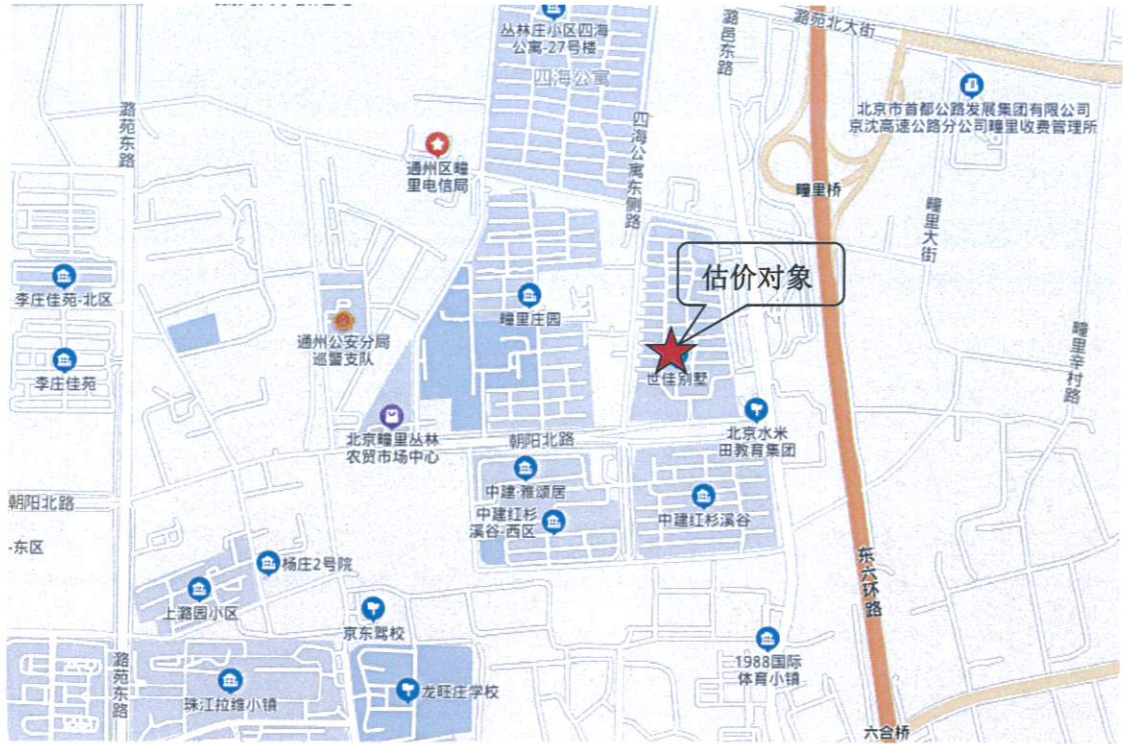 丛林庄小区四海
公寓-27号楼
四海公寓
潞邑东路
潞苑北大街
北京市首都公路发展集团有限公司
京沈高速公路分公司疃里收费管理所
潞苑东路
四海公寓东侧路
通州区疃
里电信局
疃里桥
疃里大街
估价对象
李庄佳苑-北区
疃里庄园
通州公安分局
巡警支队
疃里辛村路
李庄佳苑
世佳别墅
北京疃里丛林
农贸市场中心
朝阳北路
北京水米
田教育集团
朝阳北路
中建·雅颂居
中建红杉
溪谷-西区
中建红杉溪谷
-东区
杨庄2号院
东六环路
上潞园小区
京东驾校
潞苑东路
1988国际
体育小镇
珠江拉维小镇
龙旺庄学校
六合桥